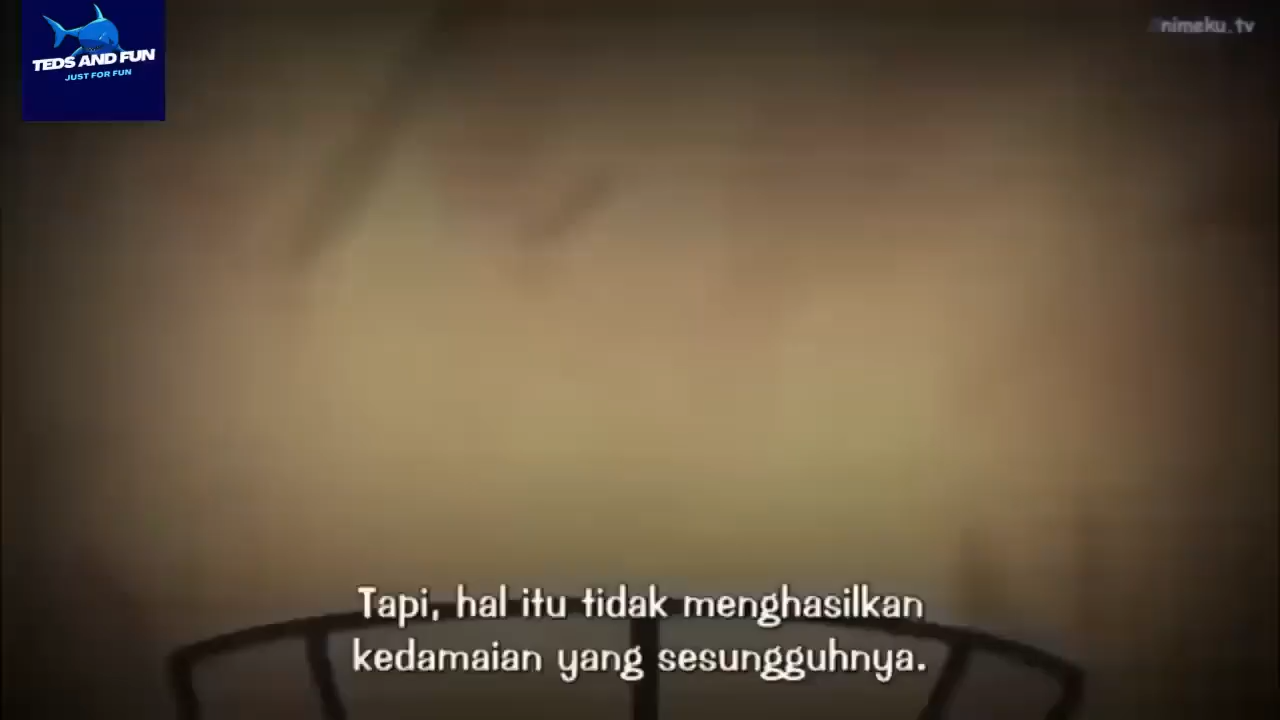 TEDS AND FUN
JUST FOR FUN
nimeku.tv
Tapi, hal itu tidak menghasilkan
kedamaian yang sesungguhnya.